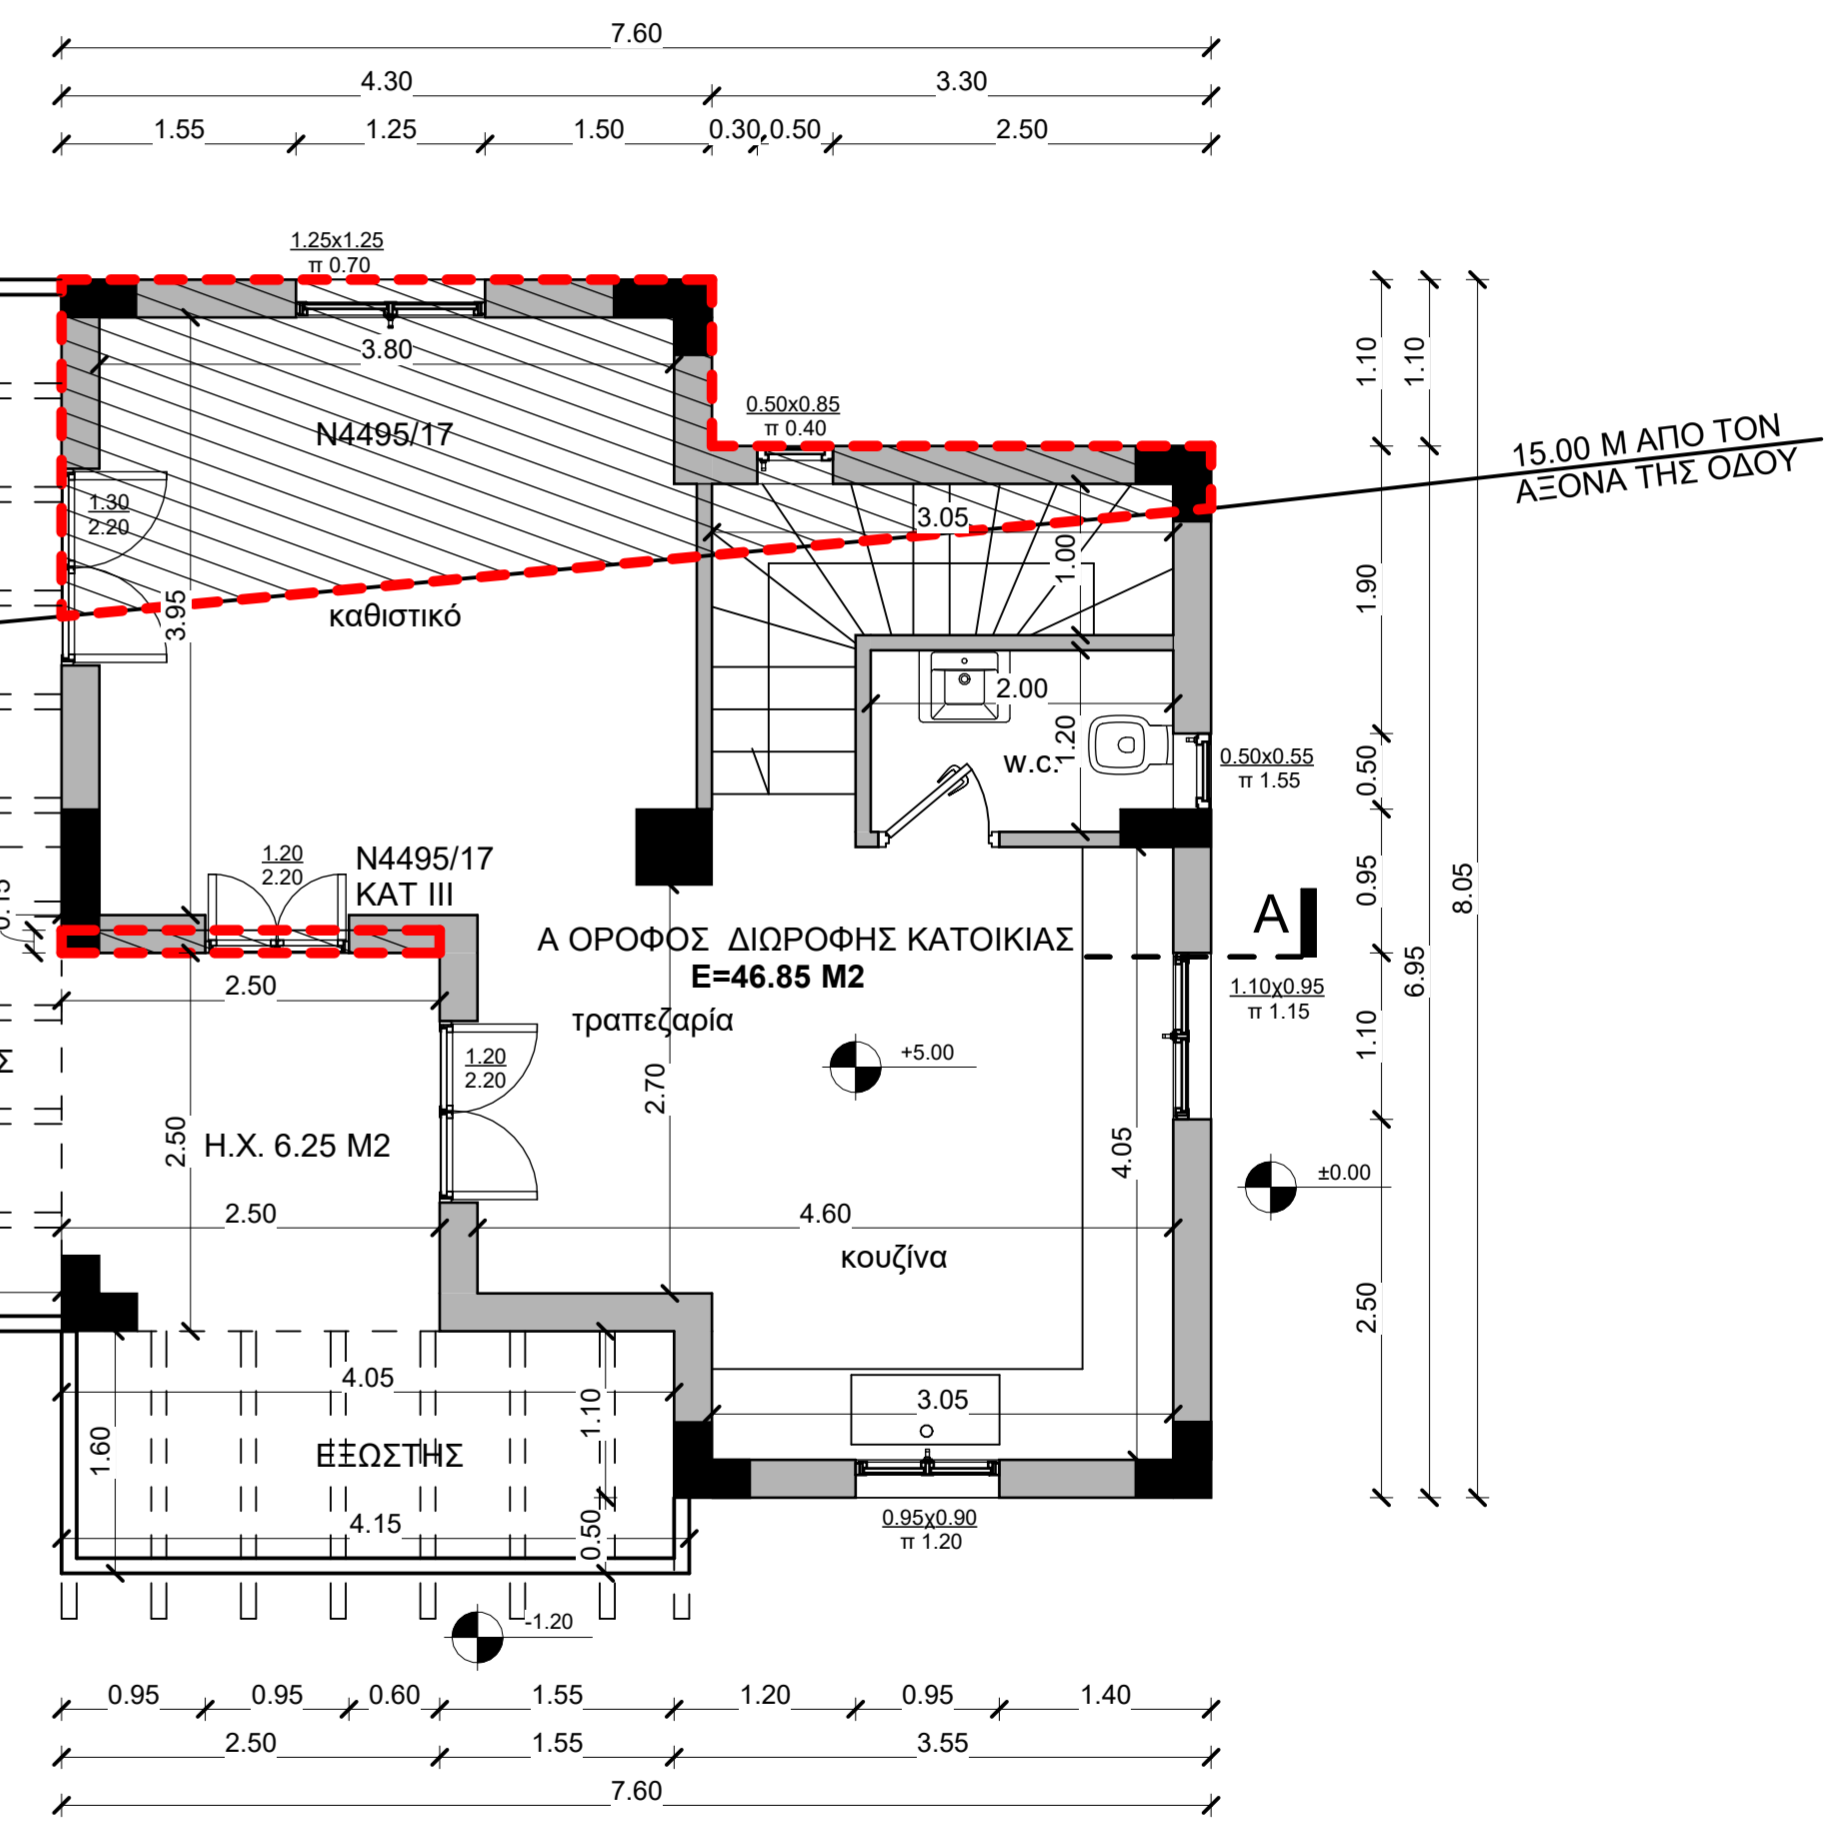 7.60
4.30 3.30
1.55 1.25 1.50 0.30 0.50 2.50
1.25x1.25
π 0.70
3.80
N4495/17
0.50x0.85
π 0.40
1.10 1.10
15.00 Μ ΑΠΟ ΤΟΝ
ΑΞΟΝΑ ΤΗΣ ΟΔΟΥ
1.30
2.20
3.05
1.00
3.95
καθιστικό
1.90
2.00
1.20
w.c.
0.50x0.55
π 1.55
0.50
1.20
2.20
N4495/17
ΚΑΤ ΙΙΙ
0.15
0.95
8.05
Α ΟΡΟΦΟΣ ΔΙΩΡΟΦΗΣ ΚΑΤΟΙΚΙΑΣ
Ε=46.85 Μ2
A
6.95
2.50
τραπεζαρία
1.10χ0.95
π 1.15
1.10
Σ
1.20
2.20
+5.00
2.70
2.50
Η.Χ. 6.25 Μ2
4.05
±0.00
2.50
4.60
κουζίνα
2.50
4.05
3.05
1.10
1.60
ΕΞΩΣΤΗΣ
4.15
0.50
0.95χ0.90
π 1.20
-1.20
0.95 0.95 0.60 1.55 1.20 0.95 1.40
2.50 1.55 3.55
7.60